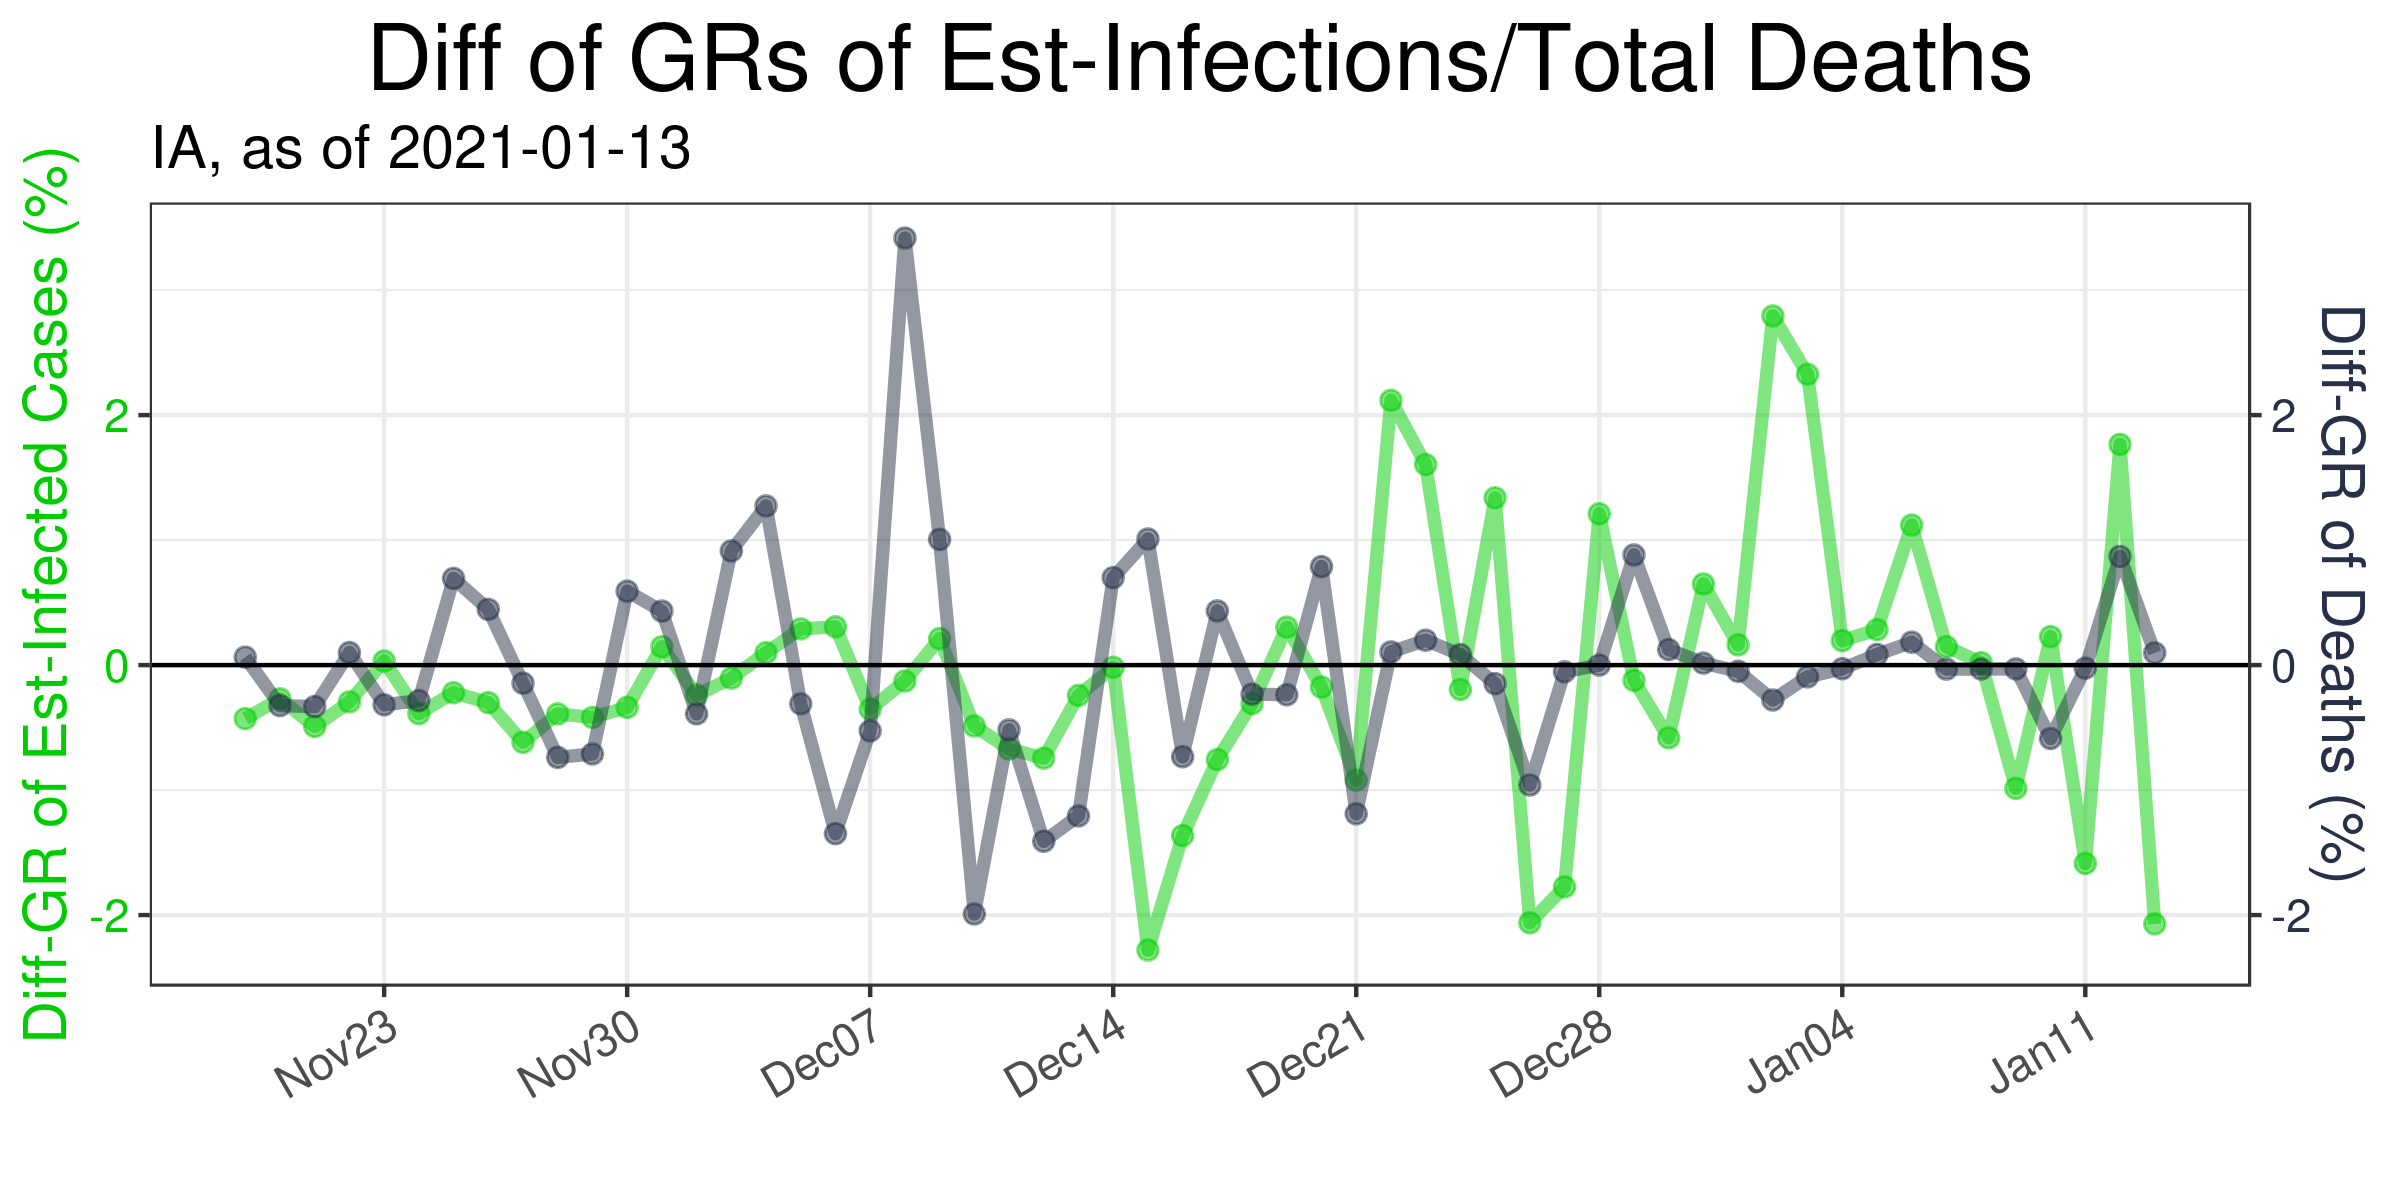 Diff of GRs of Est-Infections/Total Deaths
IA, as of 2021-01-13
Diff-GR of Est-Infected Cases (%)
2
0
-2
2
0
-2
Diff-GR of Deaths (%)
Nov23
Nov30
Dec07
Dec14
Dec21
Dec28
Jan04
Jan11